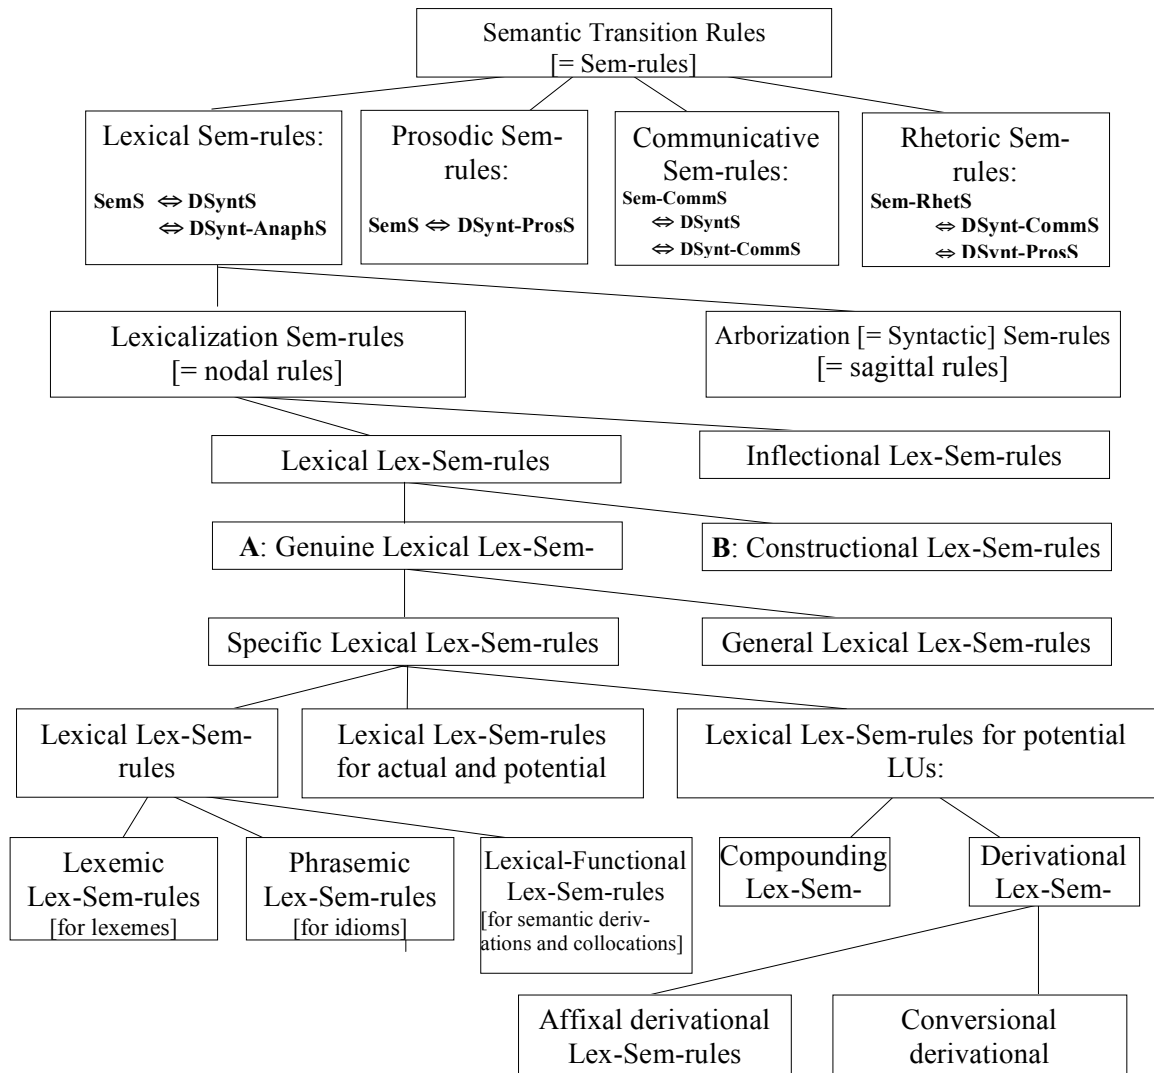 Semantic Transition Rules
[= Sem-rules]
Lexical Sem-rules:
SemS ⇔ DSyntS
⇔ DSynt-AnaphS
Prosodic Sem-
rules:
SemS ⇔ DSynt-ProsS
Communicative
Sem-rules:
Sem-CommS
⇔ DSyntS
⇔ DSynt-CommS
Rhetoric Sem-
rules:
Sem-RhetS
⇔ DSynt-CommS
⇔ DSynt-ProsS
Lexicalization Sem-rules
[= nodal rules]
Arborization [= Syntactic] Sem-rules
[= sagittal rules]
Lexical Lex-Sem-rules
Inflectional Lex-Sem-rules
A: Genuine Lexical Lex-Sem-
B: Constructional Lex-Sem-rules
Specific Lexical Lex-Sem-rules
General Lexical Lex-Sem-rules
Lexical Lex-Sem-
rules
Lexical Lex-Sem-rules
for actual and potential
Lexical Lex-Sem-rules for potential
LUs:
Lexemic
Lex-Sem-rules
[for lexemes]
Phrasemic
Lex-Sem-rules
[for idioms]
Lexical-Functional
Lex-Sem-rules
[for semantic deriv-
ations and collocations]
Compounding
Lex-Sem-
Derivational
Lex-Sem-
Affixal derivational
Lex-Sem-rules
Conversional
derivational